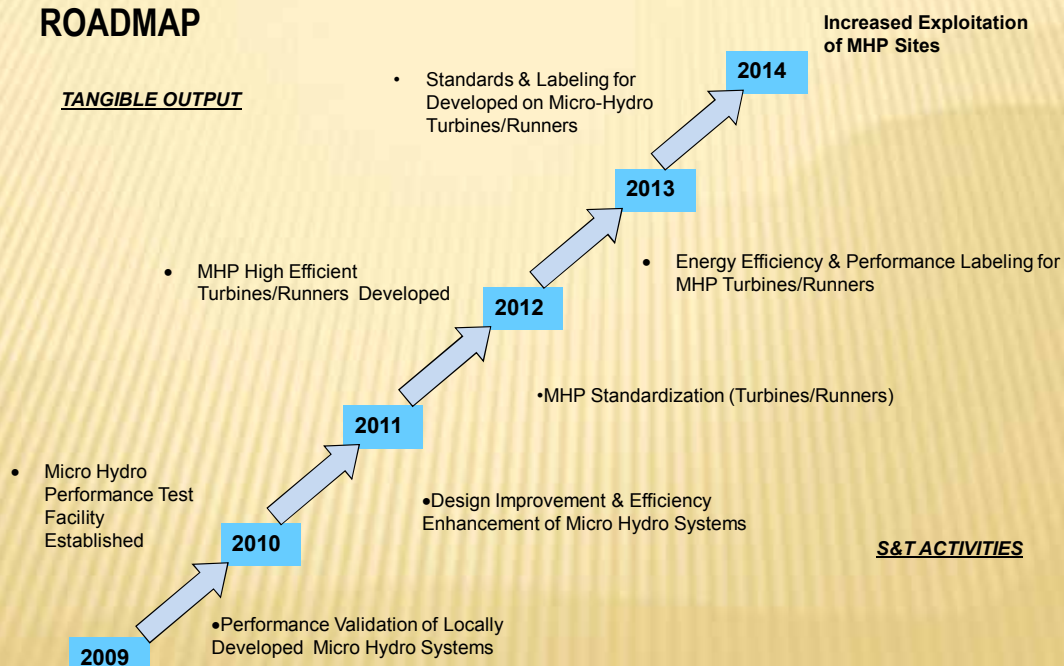 ROADMAP
Increased Exploitation
of MHP Sites
2014
TANGIBLE OUTPUT
• Standards & Labeling for
Developed on Micro-Hydro
Turbines/Runners
2013
• MHP High Efficient
Turbines/Runners Developed
• Energy Efficiency & Performance Labeling for
MHP Turbines/Runners
2012
•MHP Standardization (Turbines/Runners)
2011
• Micro Hydro
Performance Test
Facility
Established
•Design Improvement & Efficiency
Enhancement of Micro Hydro Systems
2010
S&T ACTIVITIES
•Performance Validation of Locally
Developed Micro Hydro Systems
2009